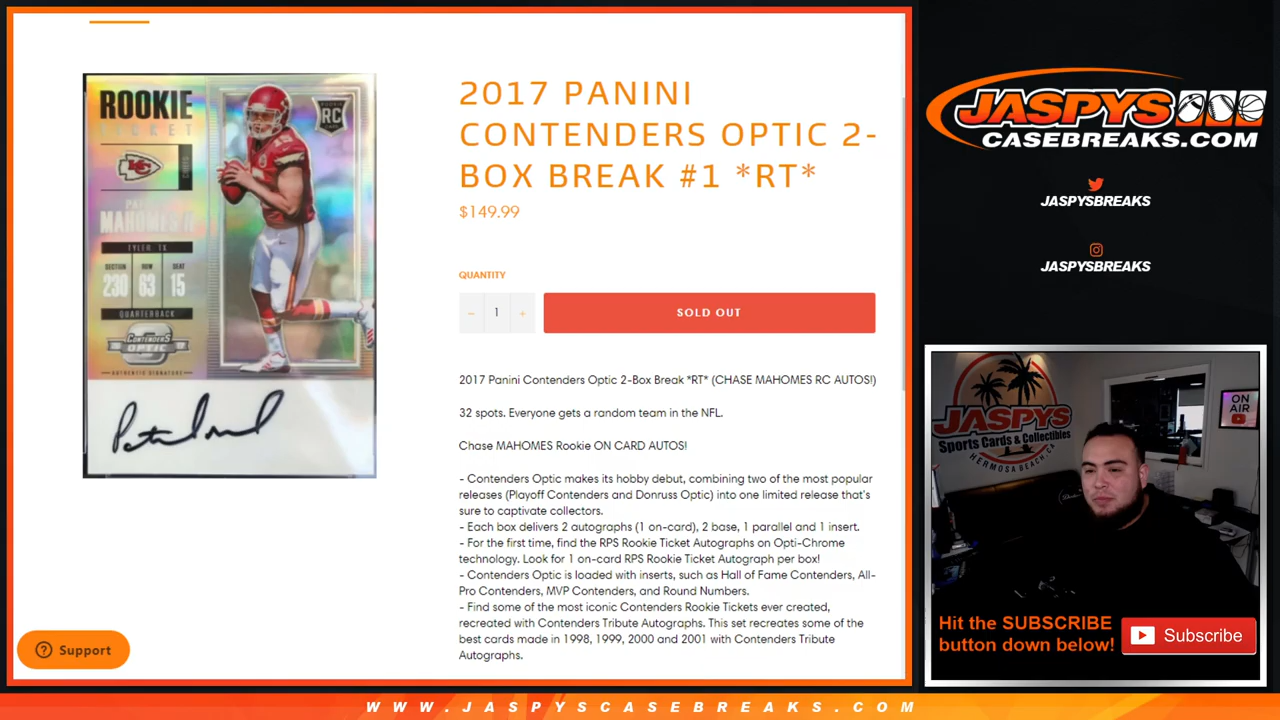 ROOKIE
TICKET
RC
KC
CHIEFS
MAHOMES II
TYLER TX
SECTION ROW SEAT
230 63 15
QUARTERBACK
CONTENDERS
OPTIC
AUTHENTIC SIGNATURE
2017 PANINI
CONTENDERS OPTIC 2-
BOX BREAK #1 *RT*
$149.99
QUANTITY
− 1 +
SOLD OUT
2017 Panini Contenders Optic 2-Box Break *RT* (CHASE MAHOMES RC AUTOS!)
32 spots. Everyone gets a random team in the NFL.
Chase MAHOMES Rookie ON CARD AUTOS!
- Contenders Optic makes its hobby debut, combining two of the most popular
releases (Playoff Contenders and Donruss Optic) into one limited release that's
sure to captivate collectors.
- Each box delivers 2 autographs (1 on-card), 2 base, 1 parallel and 1 insert.
- For the first time, find the RPS Rookie Ticket Autographs on Opti-Chrome
technology. Look for 1 on-card RPS Rookie Ticket Autograph per box!
- Contenders Optic is loaded with inserts, such as Hall of Fame Contenders, All-
Pro Contenders, MVP Contenders, and Round Numbers.
- Find some of the most iconic Contenders Rookie Tickets ever created,
recreated with Contenders Tribute Autographs. This set recreates some of the
best cards made in 1998, 1999, 2000 and 2001 with Contenders Tribute
Autographs.
Support
JASPYS
CASEBREAKS.COM
JASPYSBREAKS
JASPYSBREAKS
JASPYS
Sports Cards & Collectibles
HERMOSA BEACH, CA
ON
AIR
Hit the SUBSCRIBE
button down below!
Subscribe
WWW.JASPYSCASEBREAKS.COM